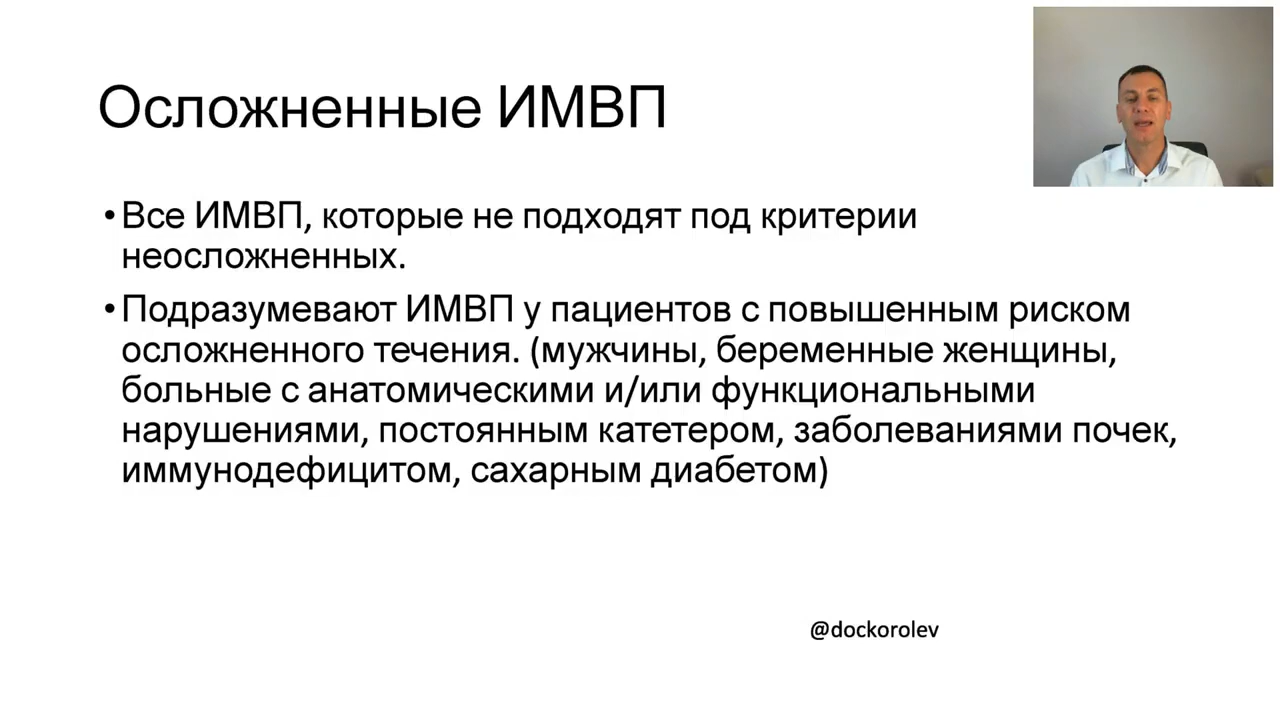 Осложненные ИМВП
• Все ИМВП, которые не подходят под критерии
неосложненных.
• Подразумевают ИМВП у пациентов с повышенным риском
осложненного течения. (мужчины, беременные женщины,
больные с анатомическими и/или функциональными
нарушениями, постоянным катетером, заболеваниями почек,
иммунодефицитом, сахарным диабетом)
@dockorolev